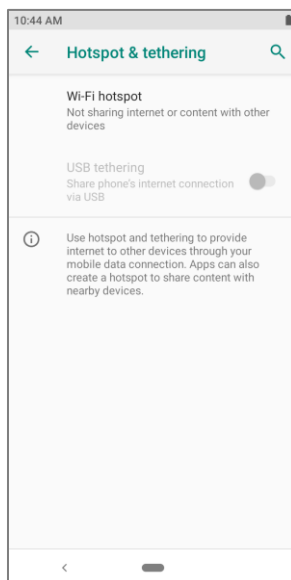 10:44 AM
Hotspot & tethering
Wi-Fi hotspot
Not sharing internet or content with other
devices
USB tethering
Share phone's internet connection
via USB
Use hotspot and tethering to provide
internet to other devices through your
mobile data connection. Apps can also
create a hotspot to share content with
nearby devices.